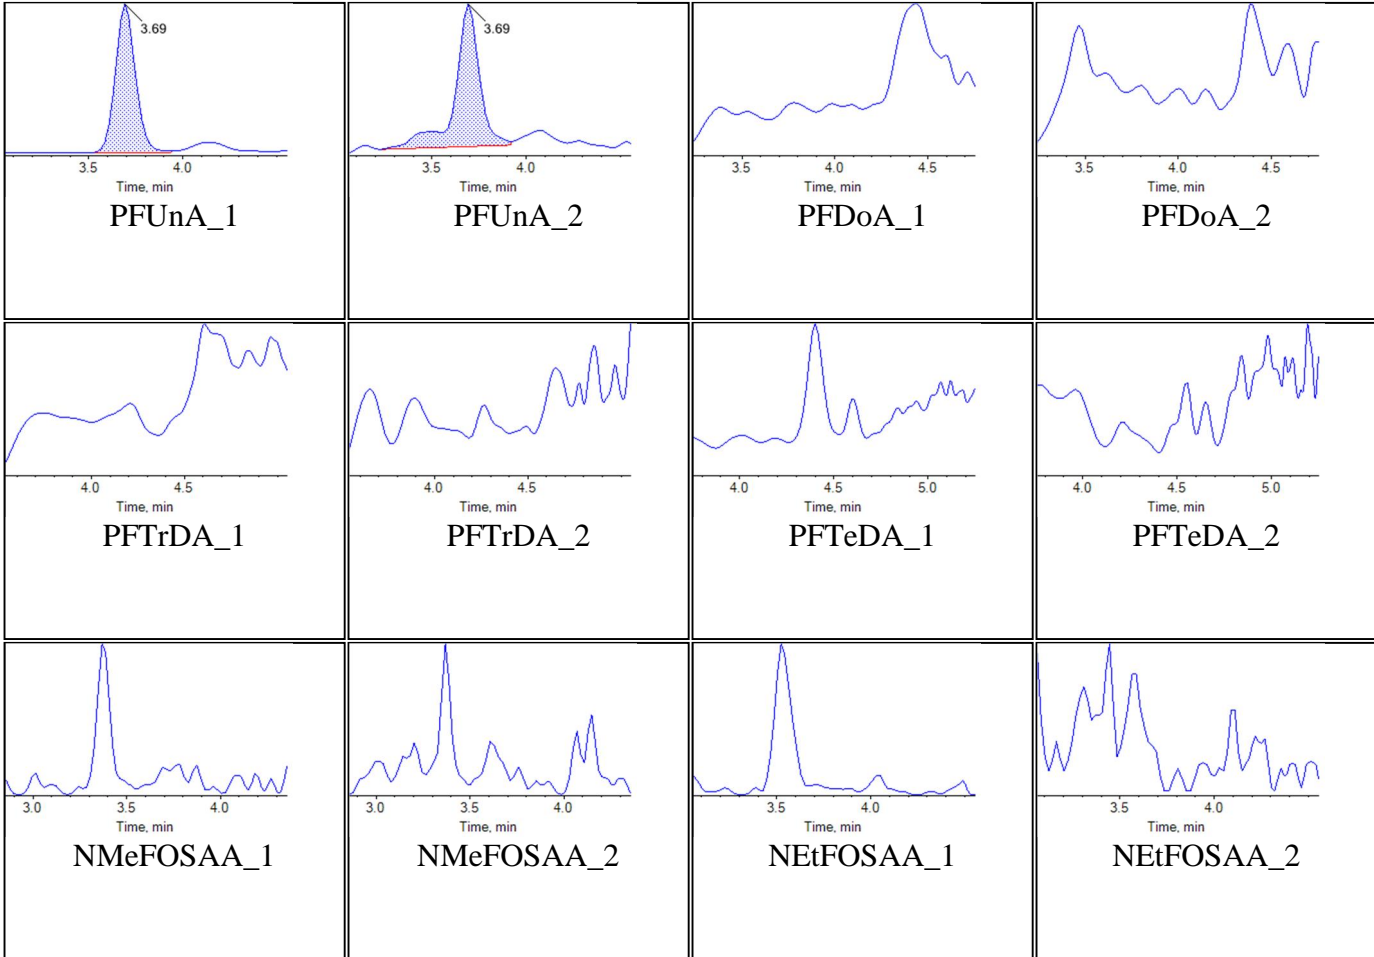 3.69
3.5 4.0
Time, min
PFUnA_1
3.69
3.5 4.0
Time, min
PFUnA_2
3.5 4.0 4.5
Time, min
PFDoA_1
3.5 4.0 4.5
Time, min
PFDoA_2
4.0 4.5
Time, min
PFTrDA_1
4.0 4.5
Time, min
PFTrDA_2
4.0 4.5 5.0
Time, min
PFTeDA_1
4.0 4.5 5.0
Time, min
PFTeDA_2
3.0 3.5 4.0
Time, min
NMeFOSAA_1
3.0 3.5 4.0
Time, min
NMeFOSAA_2
3.5 4.0
Time, min
NEtFOSAA_1
3.5 4.0
Time, min
NEtFOSAA_2